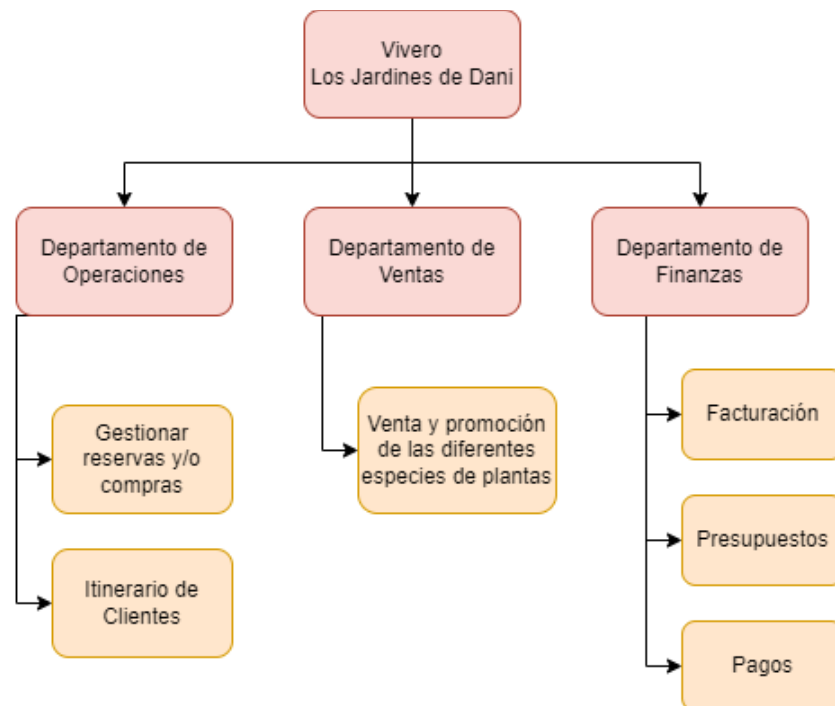 Vivero
Los Jardines de Dani
Departamento de
Operaciones
Departamento de
Ventas
Departamento de
Finanzas
Gestionar
reservas y/o
compras
Itinerario de
Clientes
Venta y promoción
de las diferentes
especies de plantas
Facturación
Presupuestos
Pagos